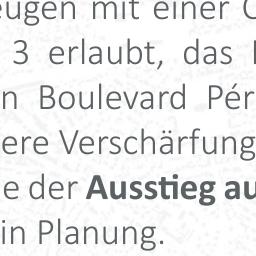 eugen mit einer
3 erlaubt, das
n Boulevard Pér
ere Verschärfung
e der Ausstieg au
in Planung.